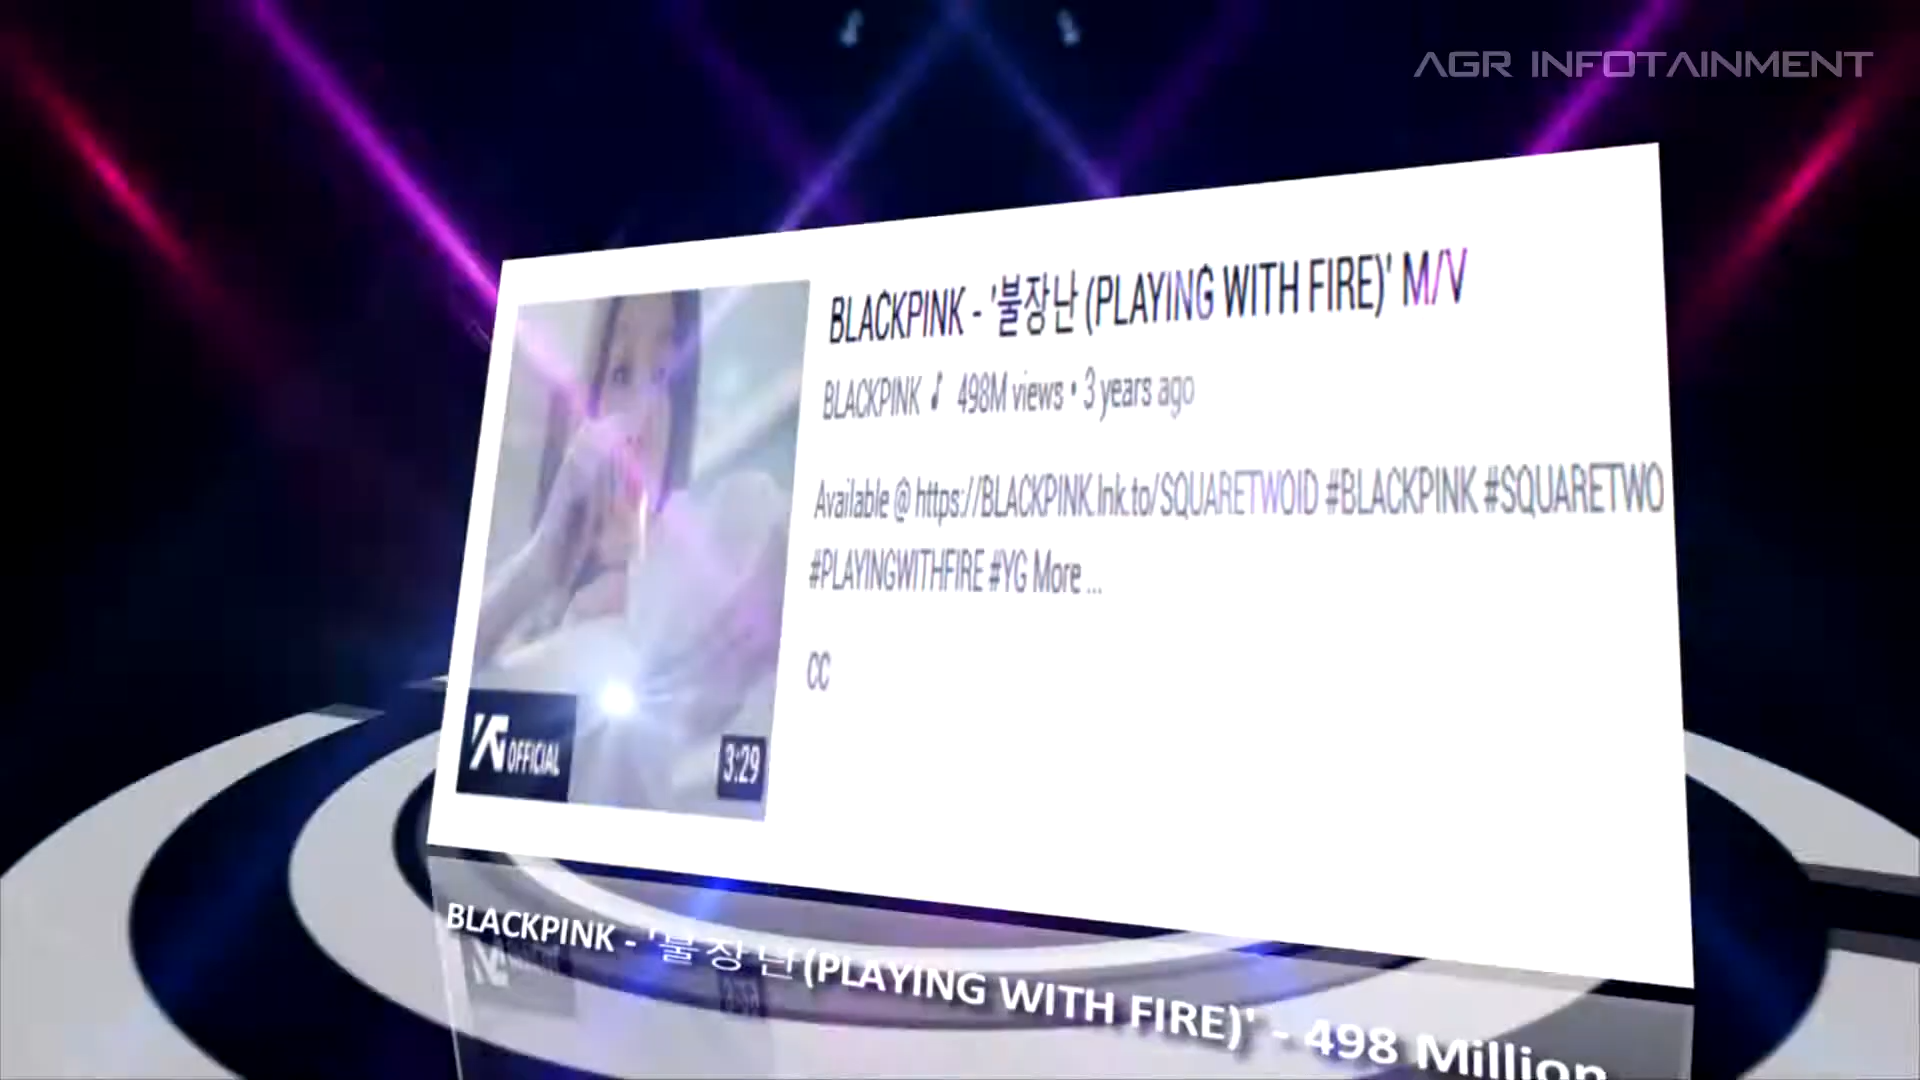 AGR INFOTAINMENT
BLACKPINK - '불장난 (PLAYING WITH FIRE)' M/V
BLACKPINK ♪ 498M views • 3 years ago
Available @ https://BLACKPINK.lnk.to/SQUARETWOID #BLACKPINK #SQUARETWO
#PLAYINGWITHFIRE #YG More ...
CC
YG OFFICIAL
3:29
BLACKPINK - '불장난 (PLAYING WITH FIRE)' - 498 Million